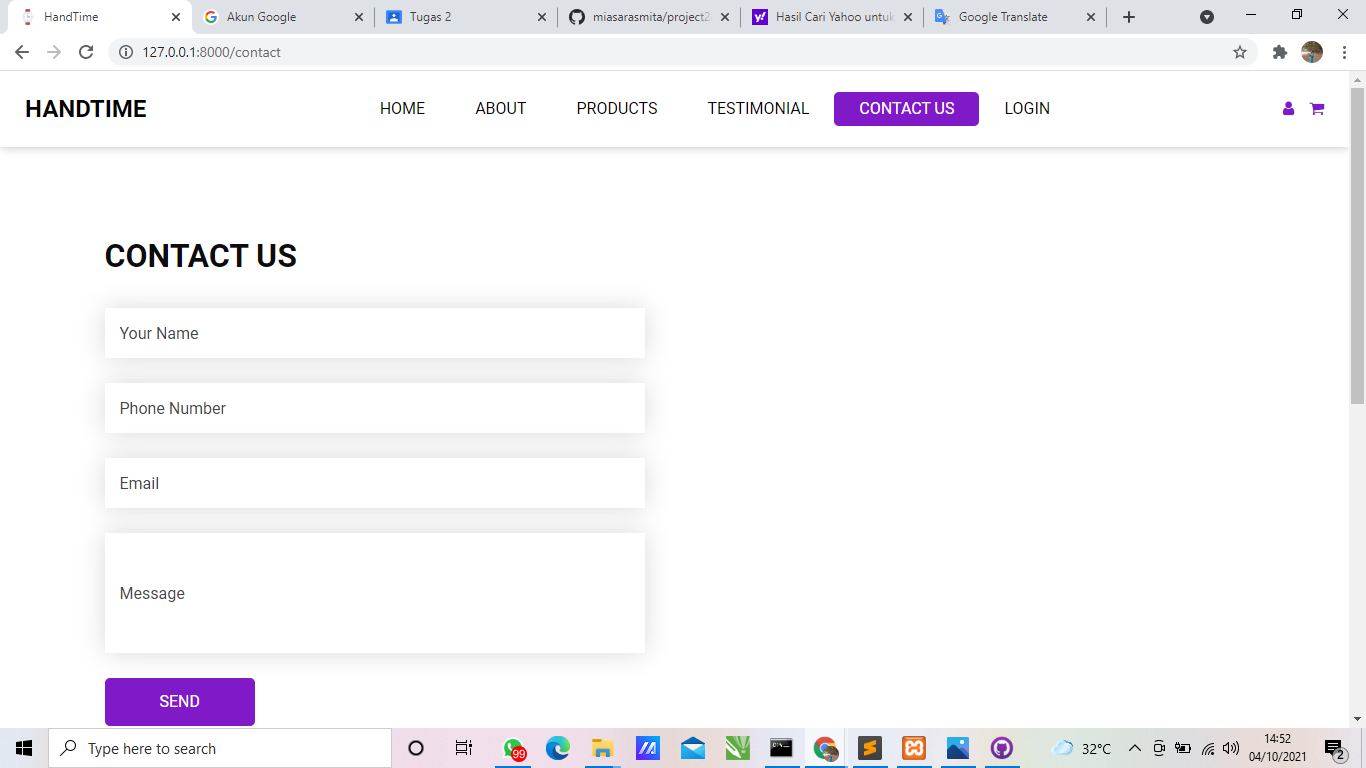 HandTime
Akun Google
Tugas 2
miasarasmita/project2
Hasil Cari Yahoo untuk
Google Translate
127.0.0.1:8000/contact
HANDTIME
HOME
ABOUT
PRODUCTS
TESTIMONIAL
CONTACT US
LOGIN
CONTACT US
Your Name
Phone Number
Email
Message
SEND
Type here to search
99
32°C
14:52
04/10/2021
2